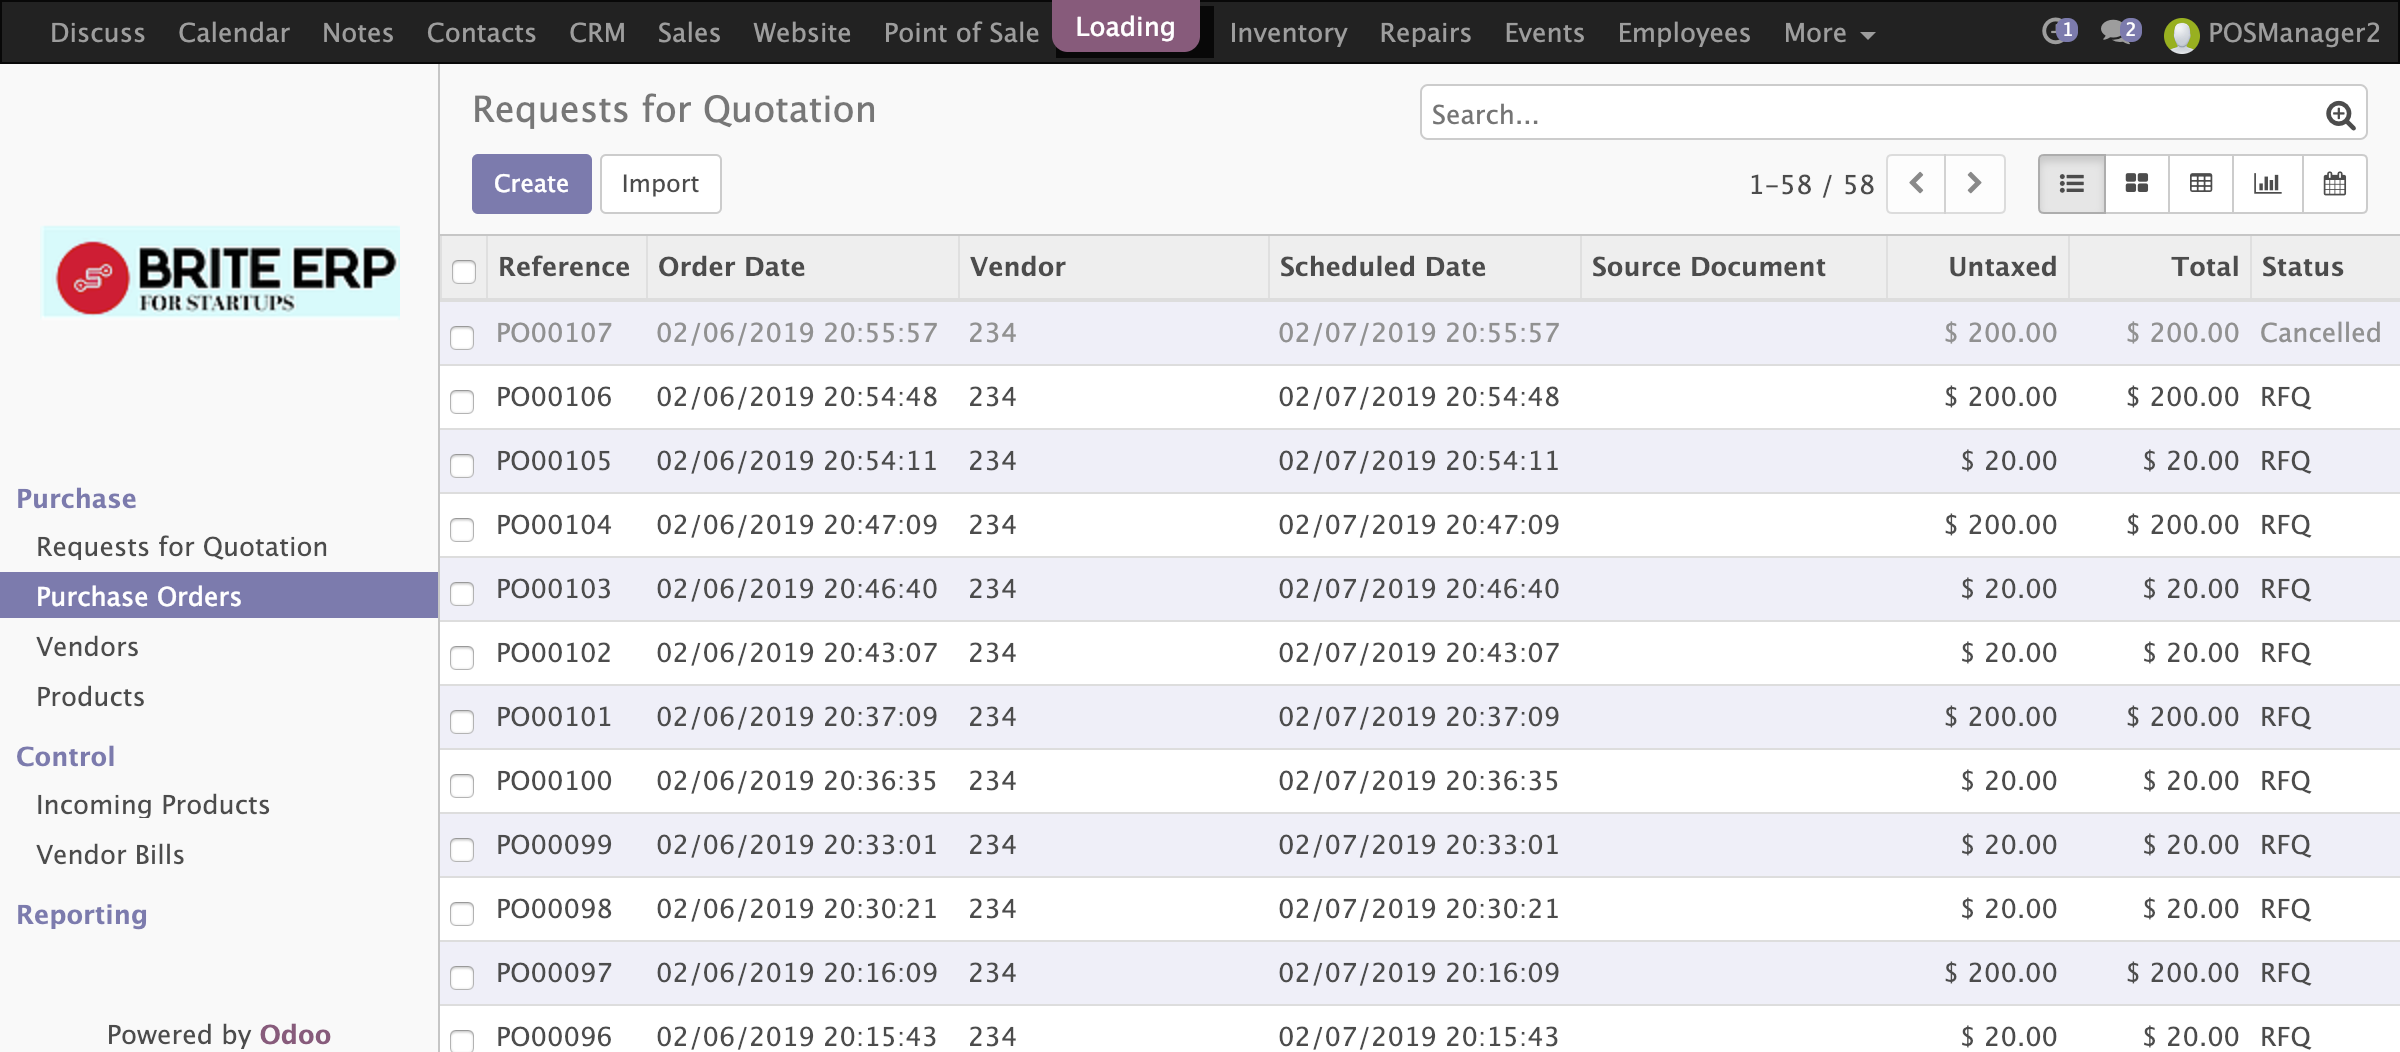 Discuss Calendar Notes Contacts CRM Sales Website Point of Sale Loading Inventory Repairs Events Employees More 1 2 POSManager2
Requests for Quotation
Search...
Create Import 1-58 / 58
BRITE ERP
FOR STARTUPS
Purchase
Requests for Quotation
Purchase Orders
Vendors
Products
Control
Incoming Products
Vendor Bills
Reporting
Powered by Odoo
Reference Order Date Vendor Scheduled Date Source Document Untaxed Total Status
PO00107 02/06/2019 20:55:57 234 02/07/2019 20:55:57 $ 200.00 $ 200.00 Cancelled
PO00106 02/06/2019 20:54:48 234 02/07/2019 20:54:48 $ 200.00 $ 200.00 RFQ
PO00105 02/06/2019 20:54:11 234 02/07/2019 20:54:11 $ 20.00 $ 20.00 RFQ
PO00104 02/06/2019 20:47:09 234 02/07/2019 20:47:09 $ 200.00 $ 200.00 RFQ
PO00103 02/06/2019 20:46:40 234 02/07/2019 20:46:40 $ 20.00 $ 20.00 RFQ
PO00102 02/06/2019 20:43:07 234 02/07/2019 20:43:07 $ 20.00 $ 20.00 RFQ
PO00101 02/06/2019 20:37:09 234 02/07/2019 20:37:09 $ 200.00 $ 200.00 RFQ
PO00100 02/06/2019 20:36:35 234 02/07/2019 20:36:35 $ 20.00 $ 20.00 RFQ
PO00099 02/06/2019 20:33:01 234 02/07/2019 20:33:01 $ 20.00 $ 20.00 RFQ
PO00098 02/06/2019 20:30:21 234 02/07/2019 20:30:21 $ 20.00 $ 20.00 RFQ
PO00097 02/06/2019 20:16:09 234 02/07/2019 20:16:09 $ 200.00 $ 200.00 RFQ
PO00096 02/06/2019 20:15:43 234 02/07/2019 20:15:43 $ 20.00 $ 20.00 RFQ